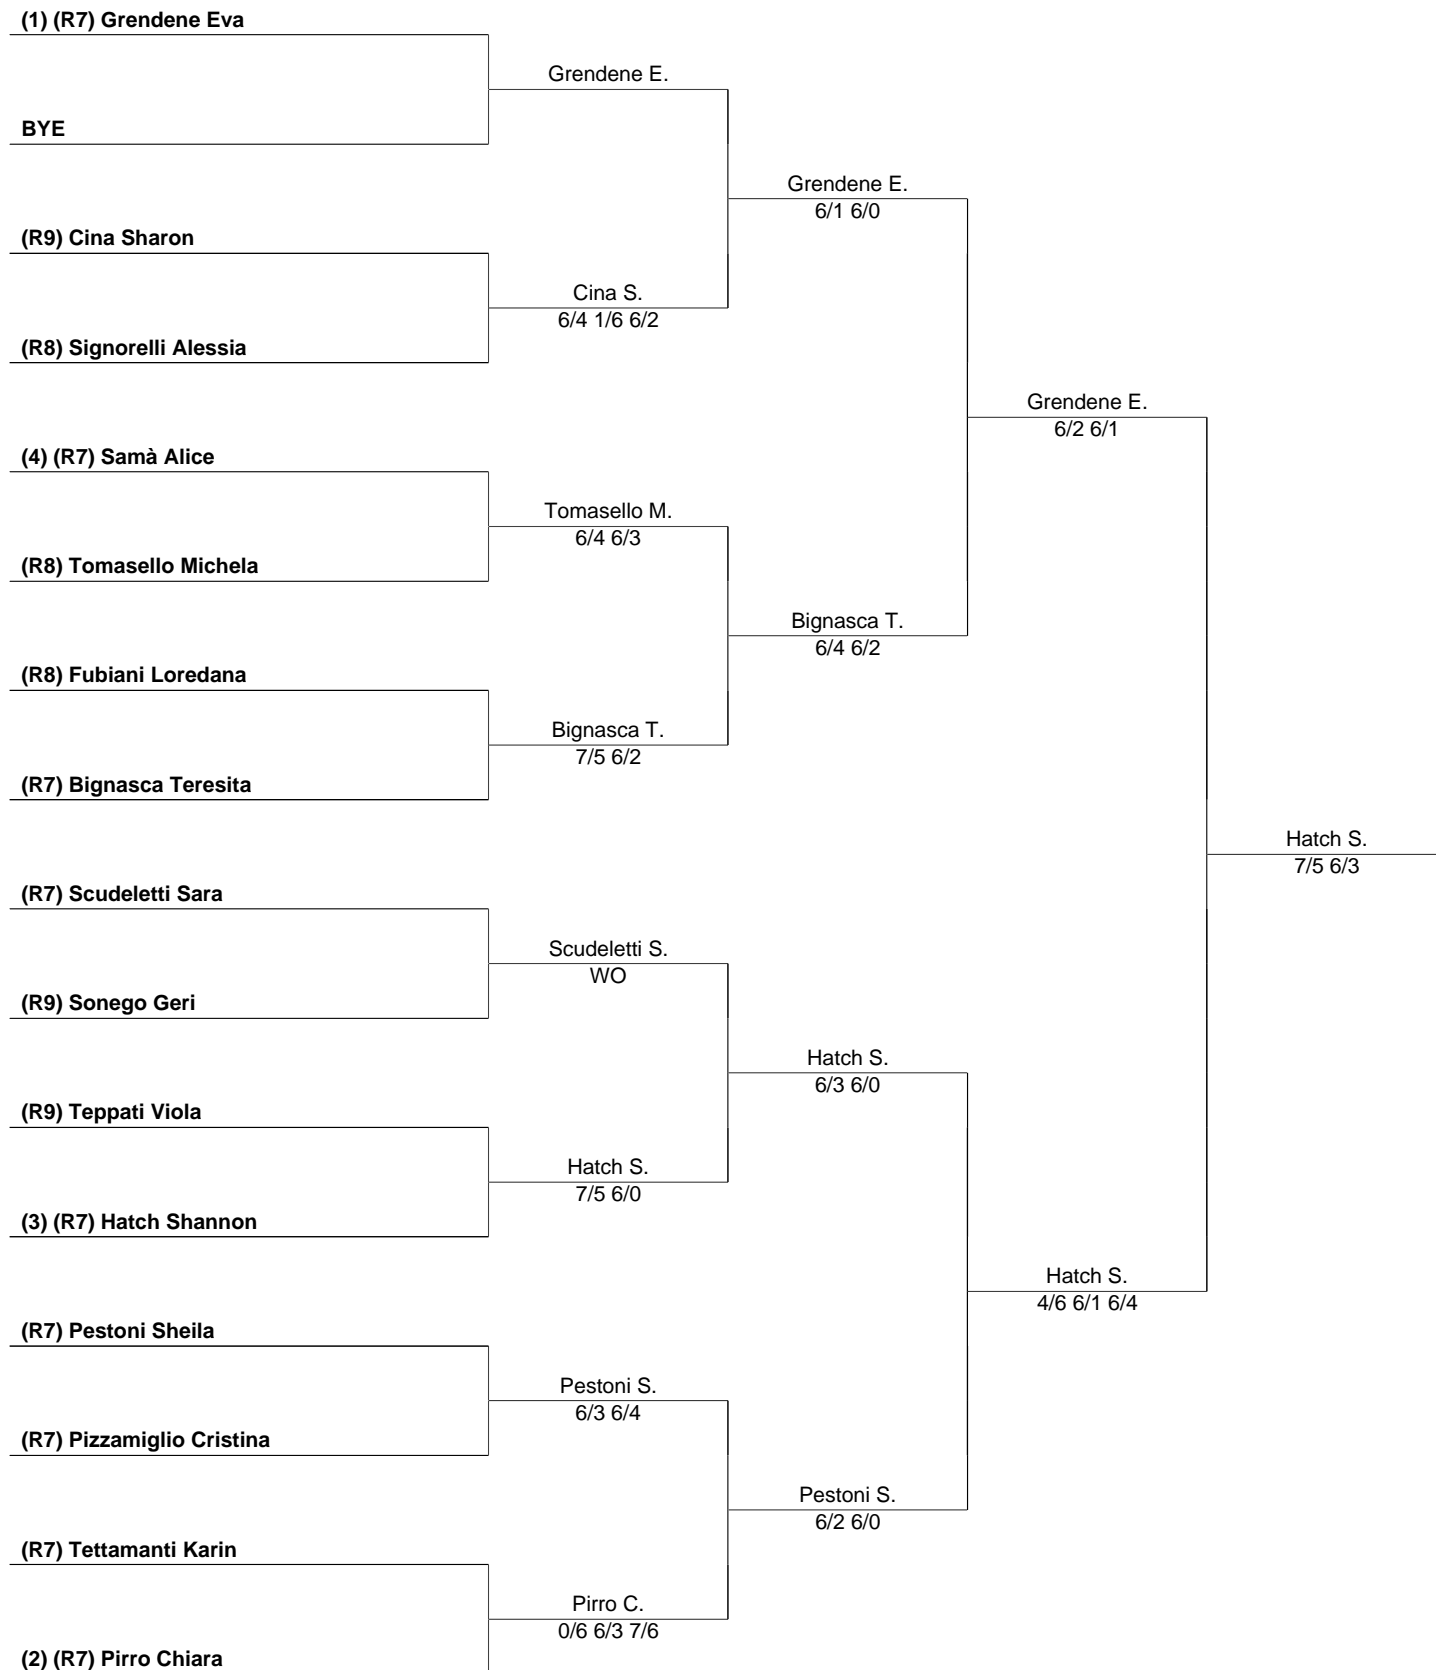 (1) (R7) Grendene Eva
Grendene E.
BYE
Grendene E.
6/1 6/0
(R9) Cina Sharon
Cina S.
6/4 1/6 6/2
(R8) Signorelli Alessia
Grendene E.
6/2 6/1
(4) (R7) Samà Alice
Tomasello M.
6/4 6/3
(R8) Tomasello Michela
Bignasca T.
6/4 6/2
(R8) Fubiani Loredana
Bignasca T.
7/5 6/2
(R7) Bignasca Teresita
Hatch S.
7/5 6/3
(R7) Scudeletti Sara
Scudeletti S.
WO
(R9) Sonego Geri
Hatch S.
6/3 6/0
(R9) Teppati Viola
Hatch S.
7/5 6/0
(3) (R7) Hatch Shannon
Hatch S.
4/6 6/1 6/4
(R7) Pestoni Sheila
Pestoni S.
6/3 6/4
(R7) Pizzamiglio Cristina
Pestoni S.
6/2 6/0
(R7) Tettamanti Karin
Pirro C.
0/6 6/3 7/6
(2) (R7) Pirro Chiara